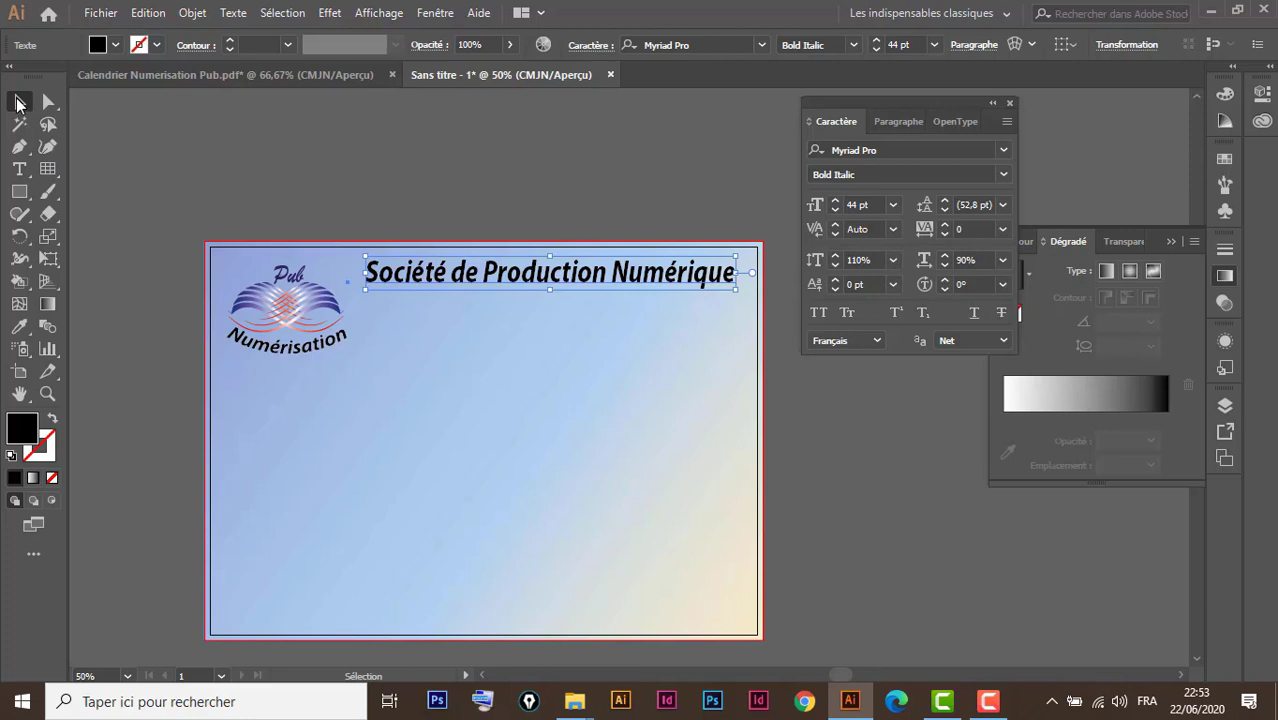 Ai Fichier Edition Objet Texte Sélection Effet Affichage Fenêtre Aide Les indispensables classiques Rechercher dans Adobe Stock
Texte Contour : Opacité : 100% Caractère : Myriad Pro Bold Italic 44 pt Paragraphe Transformation
Calendrier Numerisation Pub.pdf* @ 66,67% (CMJN/Aperçu) × Sans titre - 1* @ 50% (CMJN/Aperçu) ×
Caractère Paragraphe OpenType
Myriad Pro
Bold Italic
44 pt (52,8 pt)
Auto 0
110% 90%
0 pt 0°
Français Net
our Dégradé Transpare
Type :
Contour :
Opacité :
Emplacement :
Pub
Numérisation
Société de Production Numérique
50% 1 Sélection
Taper ici pour rechercher
FRA
22:53
22/06/2020